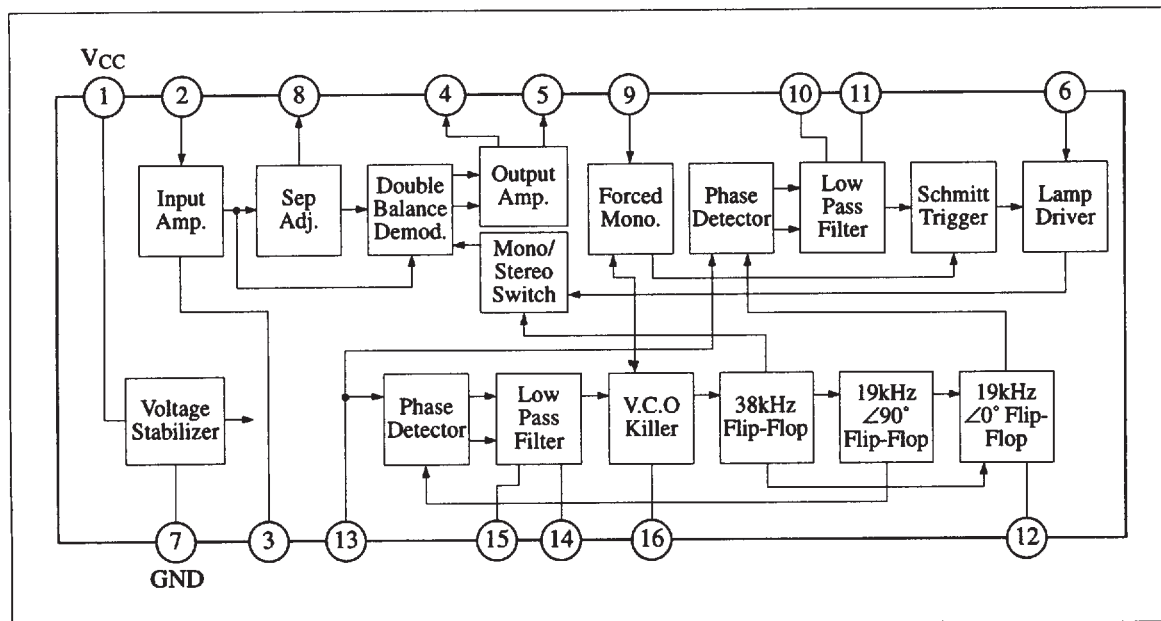 VCC
1
2
8
4
5
9
10
11
6
Input
Amp.
Sep
Adj.
Double
Balance
Demod.
Output
Amp.
Mono/
Stereo
Switch
Forced
Mono.
Phase
Detector
Low
Pass
Filter
Schmitt
Trigger
Lamp
Driver
Voltage
Stabilizer
Phase
Detector
Low
Pass
Filter
V.C.O
Killer
38kHz
Flip-Flop
19kHz
∠90°
Flip-Flop
19kHz
∠0° Flip-
Flop
7
GND
3
13
15
14
16
12